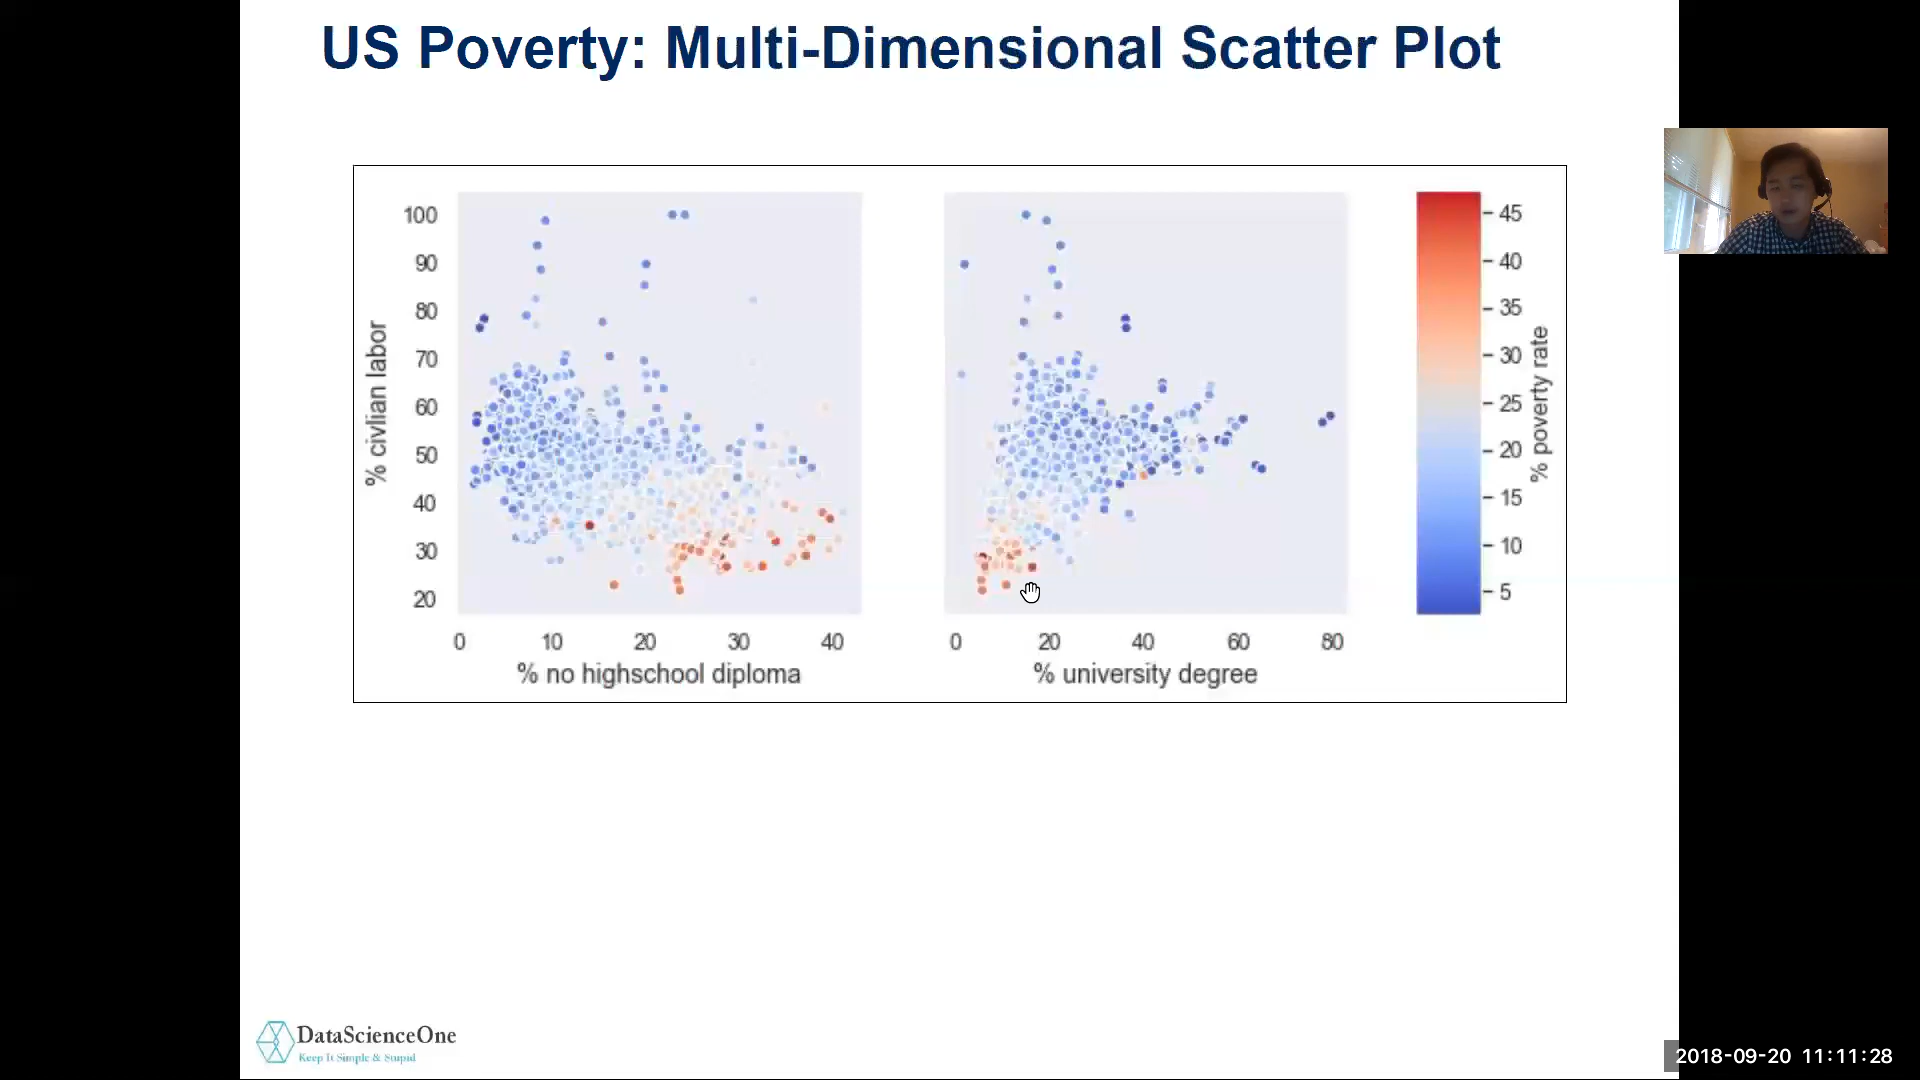 US Poverty: Multi-Dimensional Scatter Plot
100
90
80
70
60
50
40
30
20
% civlian labor
0 10 20 30 40
% no highschool diploma
0 20 40 60 80
% university degree
45
40
35
30
25
20
15
10
5
% poverty rate
DataScienceOne
Keep It Simple & Stupid
2018-09-20 11:11:28